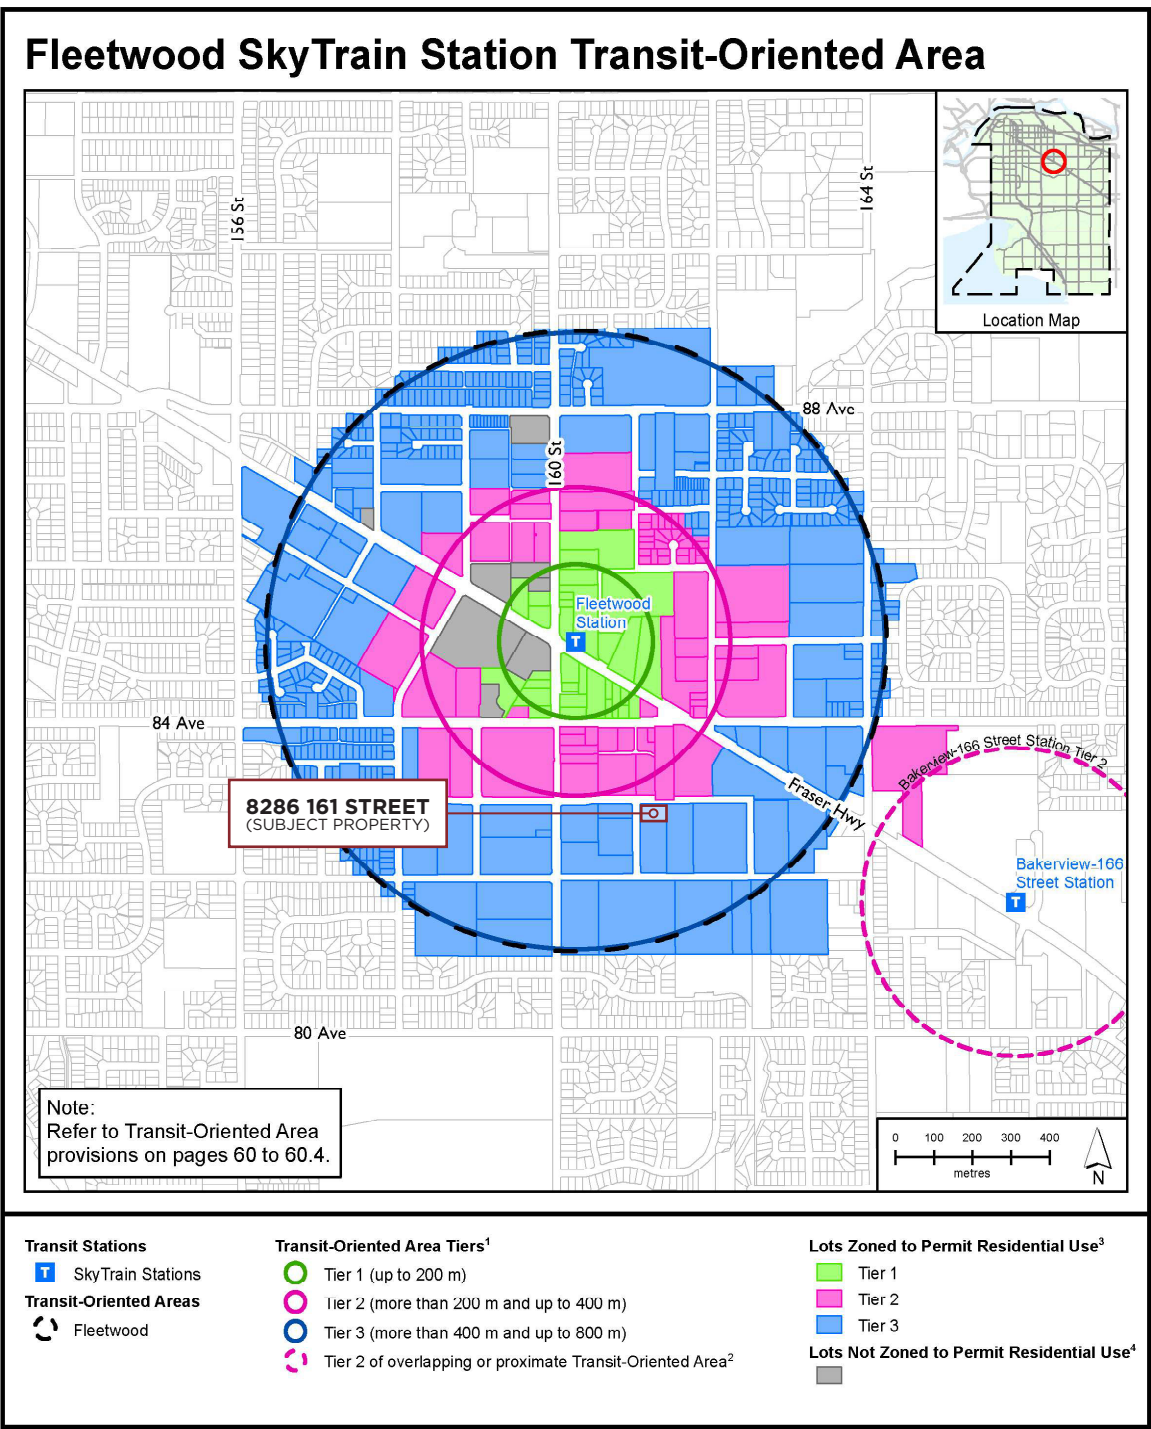 Fleetwood SkyTrain Station Transit-Oriented Area
156 St
164 St
Location Map
88 Ave
160 St
Fleetwood
Station
T
84 Ave
Bakerview-166 Street Station Tier 2
Fraser Hwy
8286 161 STREET
(SUBJECT PROPERTY)
Bakerview-166
Street Station
T
80 Ave
Note:
Refer to Transit-Oriented Area
provisions on pages 60 to 60.4.
0 100 200 300 400
metres
N
Transit Stations
T SkyTrain Stations
Transit-Oriented Areas
Fleetwood
Transit-Oriented Area Tiers¹
Tier 1 (up to 200 m)
Tier 2 (more than 200 m and up to 400 m)
Tier 3 (more than 400 m and up to 800 m)
Tier 2 of overlapping or proximate Transit-Oriented Area²
Lots Zoned to Permit Residential Use³
Tier 1
Tier 2
Tier 3
Lots Not Zoned to Permit Residential Use⁴